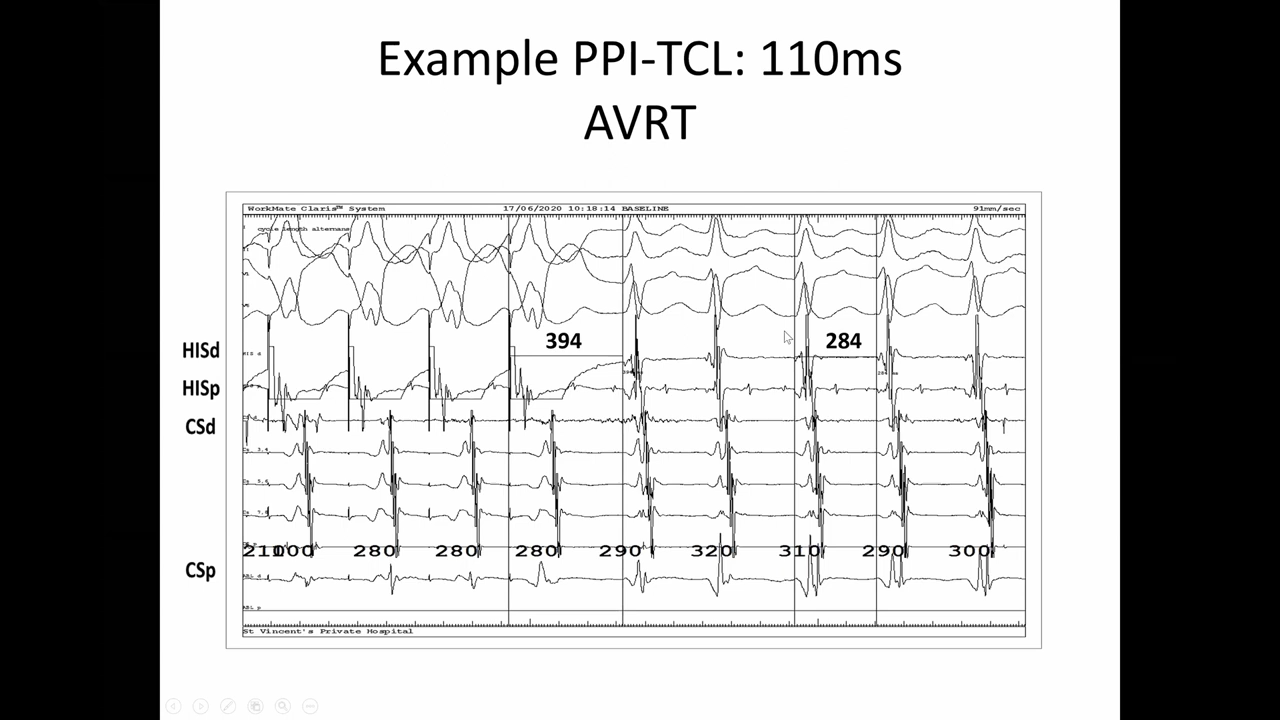 Example PPI-TCL: 110ms
AVRT
WorkMate Claris™ System 17/06/2020 10:18:14 BASELINE 91mm/sec
cycle length alternans
394 284
HISd
HISp
CSd
210 100 280 280 280 290 320 310 290 300
CSp
St Vincent's Private Hospital